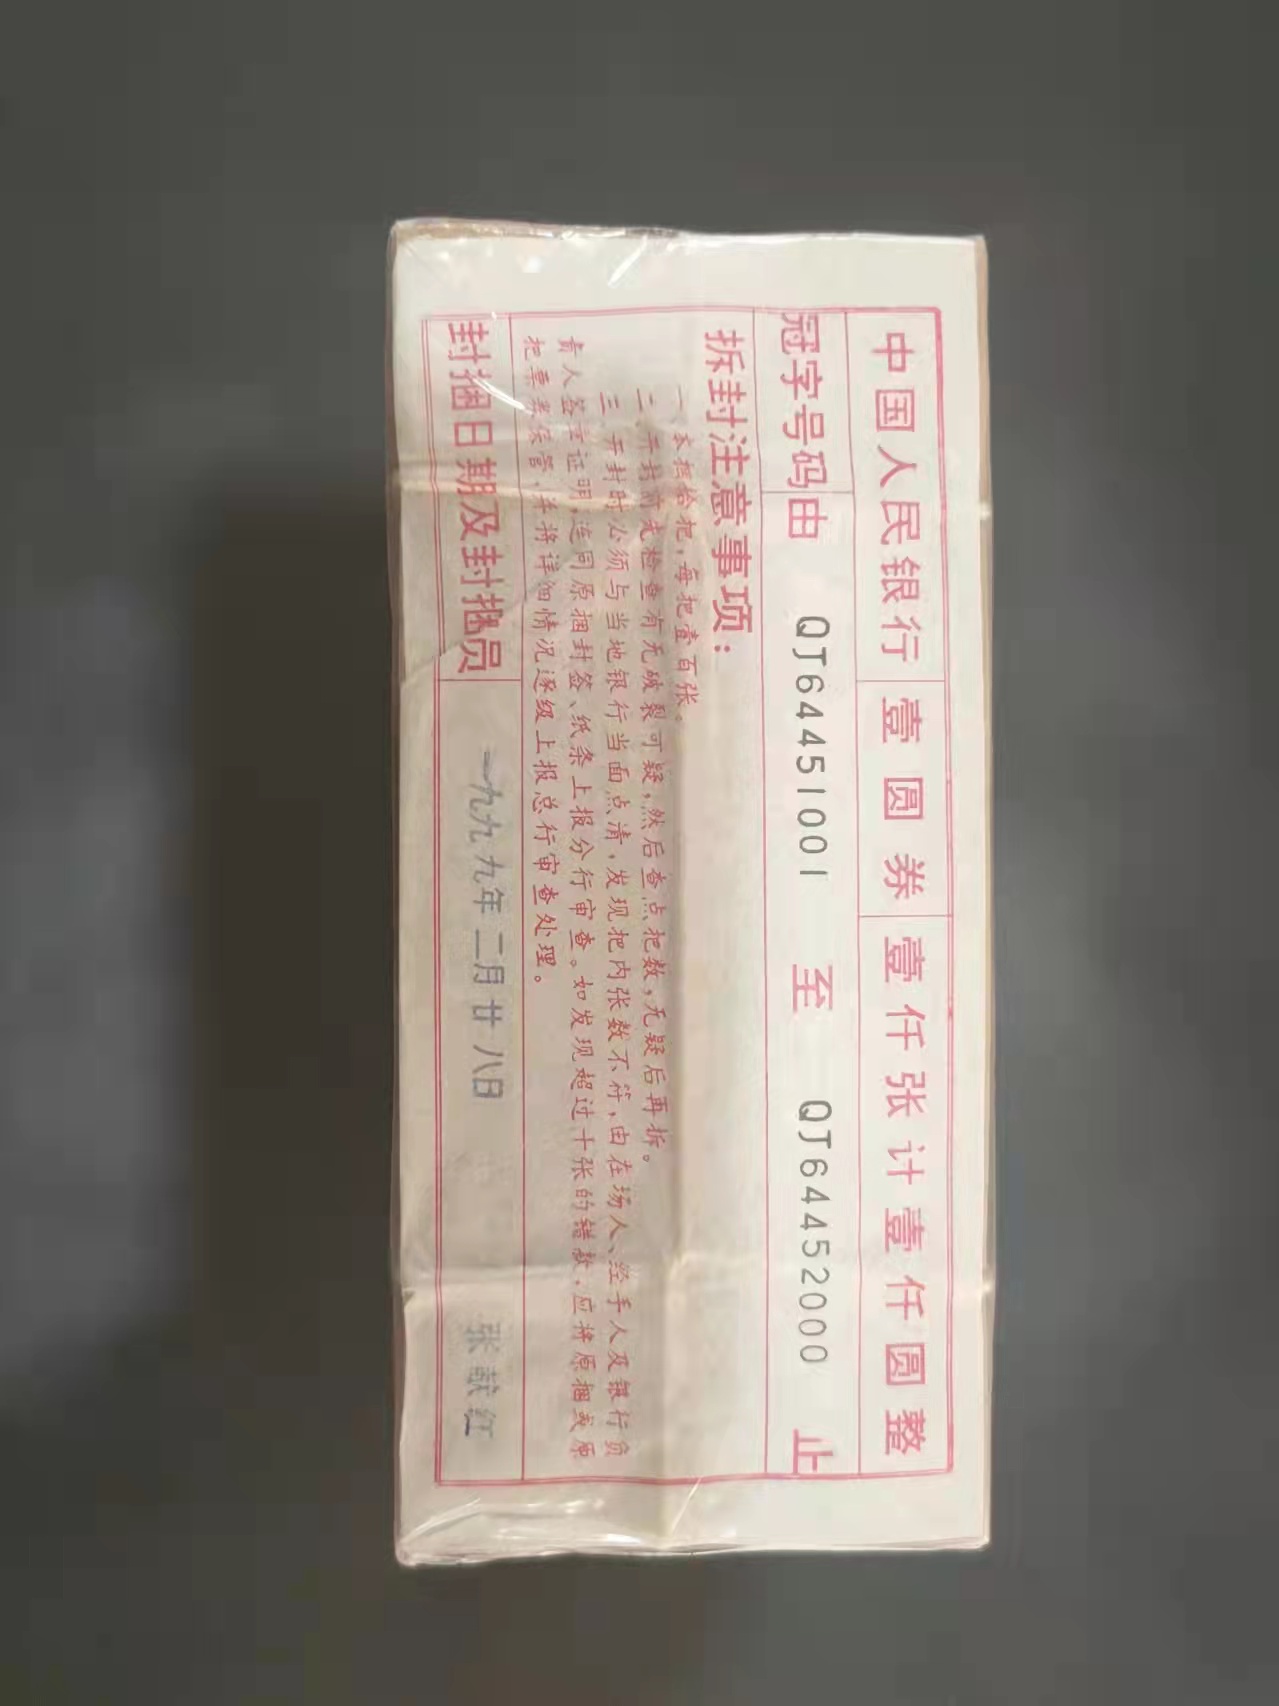 中国人民银行 壹圆券 壹仟张计壹仟圆整
冠字号码 由 QJ64451001 至 QJ64452000 止
拆封注意事项：
一、本捆拾把，每把壹百张。
二、开封前先检查有无破裂可疑，然后查点把数，无疑后再拆。
三、开封时必须与当地银行当面点清，发现把内张数不符，由在场人、经手人及银行负
责人签章证明，连同原捆封签、纸条上报分行审查。如发现超过十张的错款，应将原捆或原
把票券保管，并将详细情况逐级上报总行审查处理。
封捆日期及封捆员 一九九九年二月廿八日 张献红